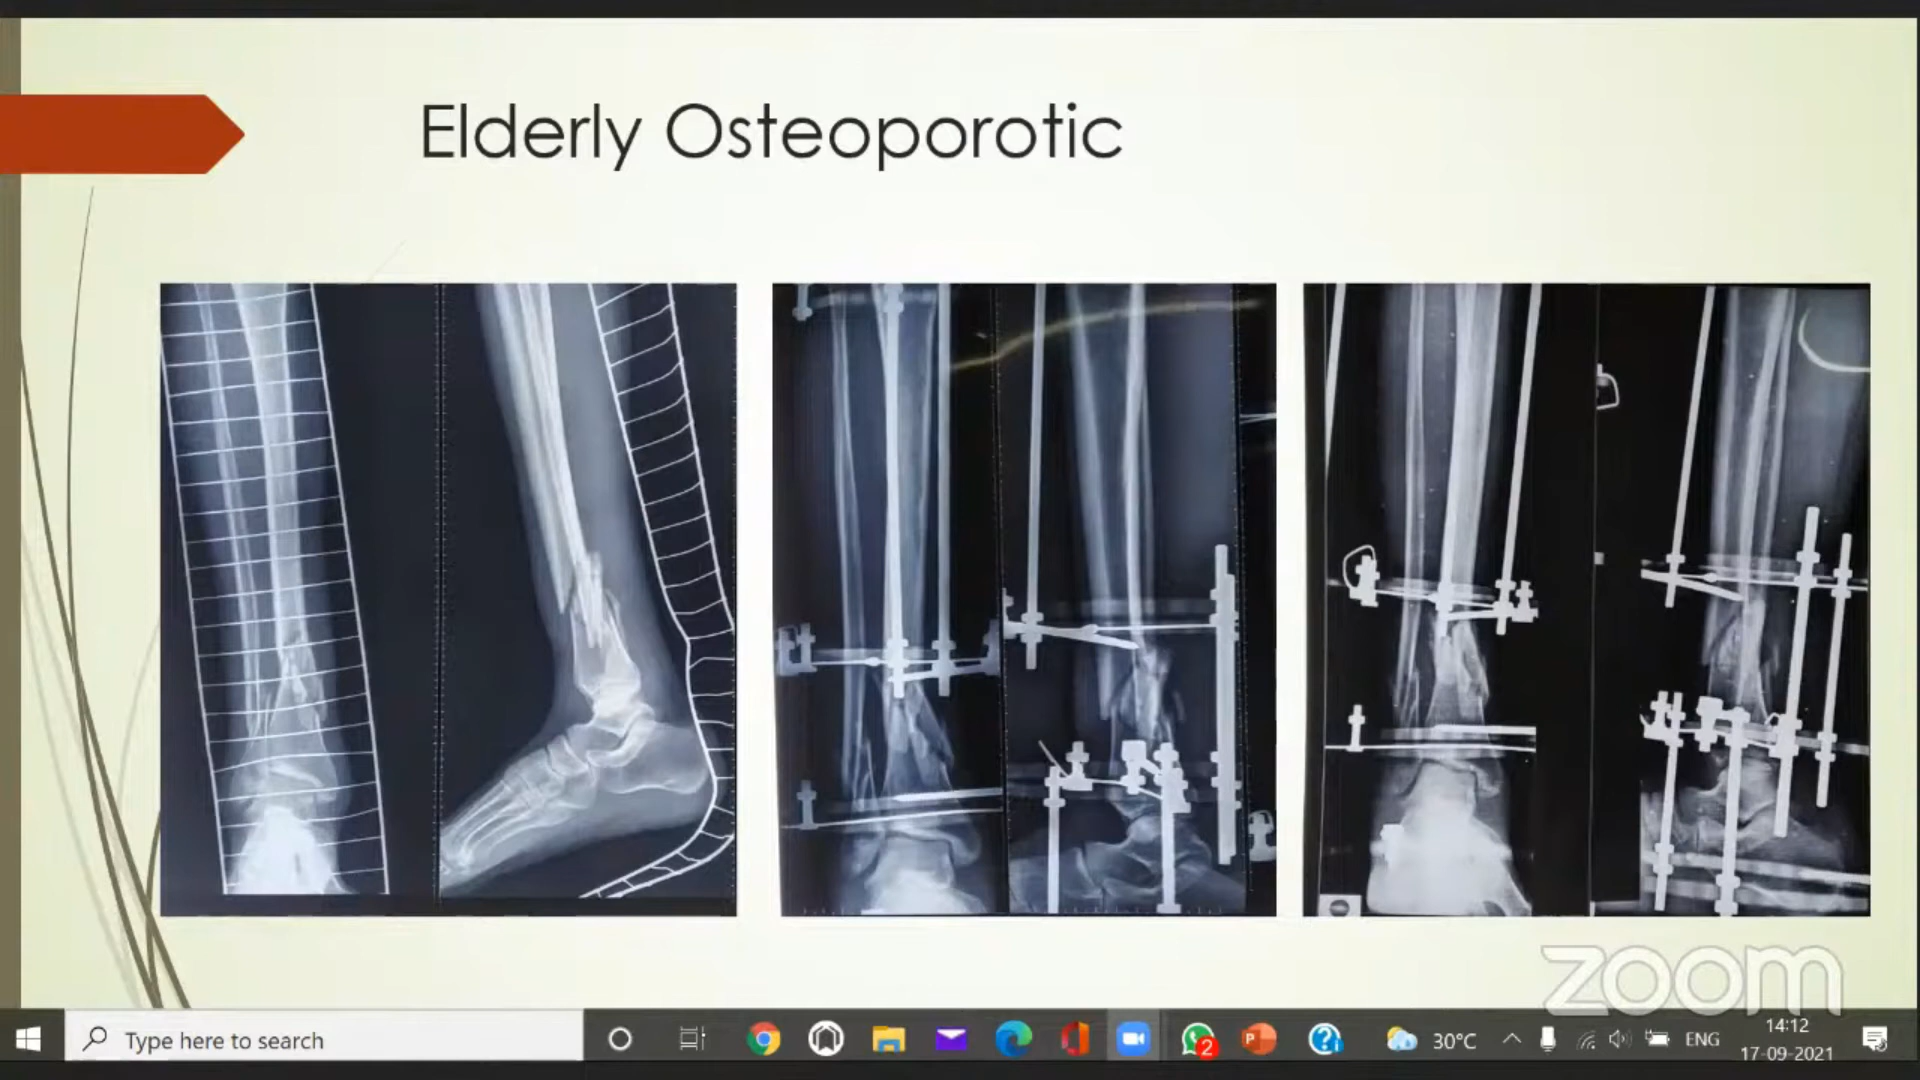 Elderly Osteoporotic
zoom
Type here to search
2
P
30°C
ENG
14:12
17-09-2021